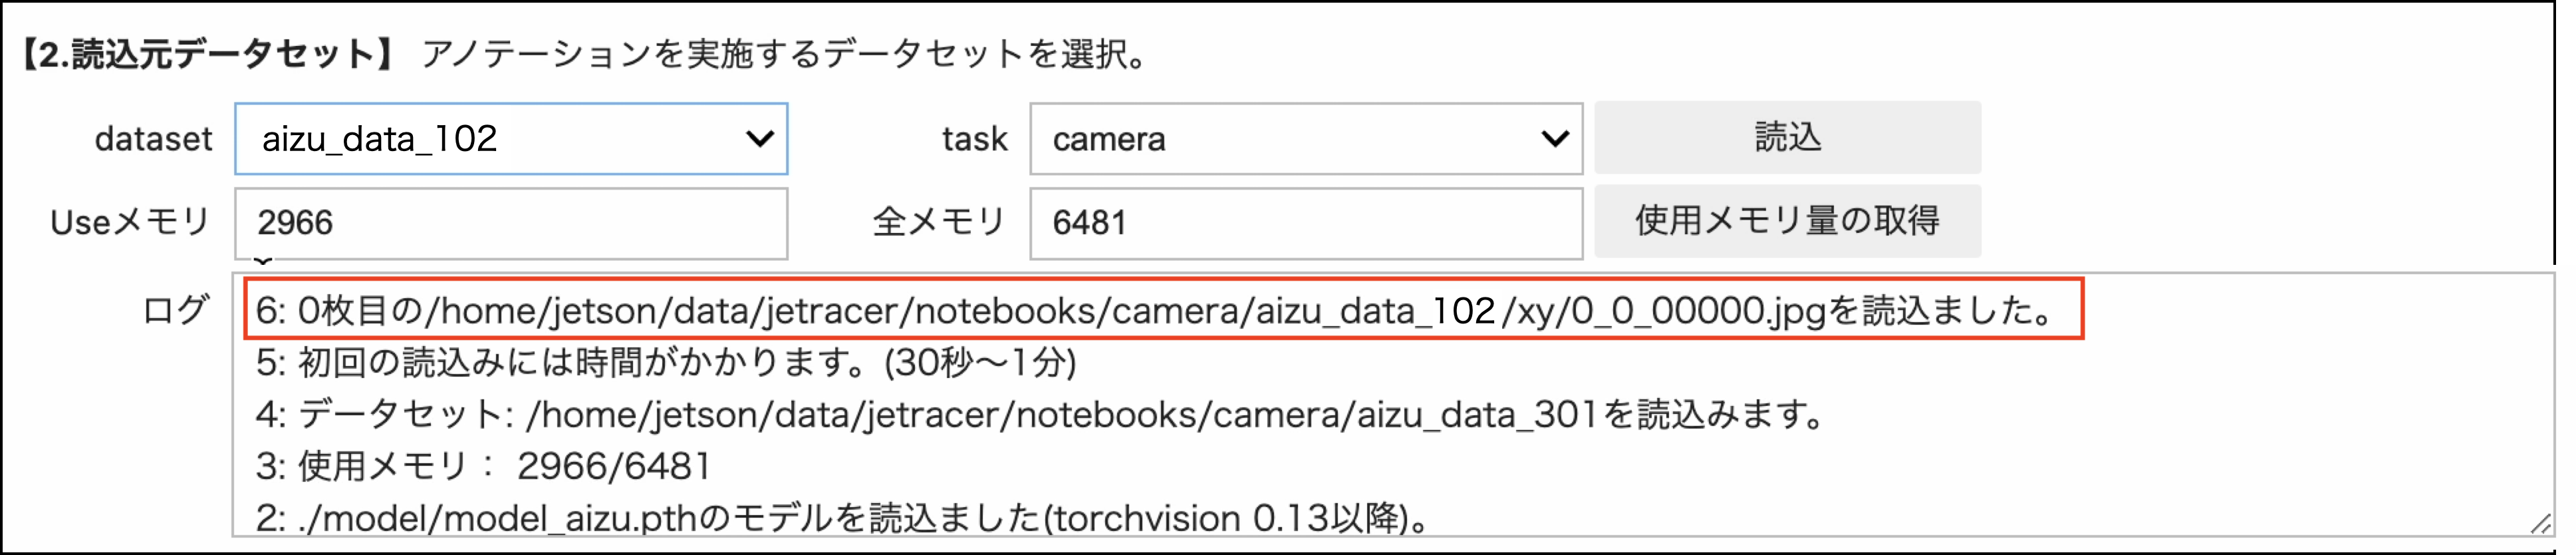 【2.読込元データセット】 アノテーションを実施するデータセットを選択。
dataset aizu_data_102 task camera 読込
Useメモリ 2966 全メモリ 6481 使用メモリ量の取得
ログ 6: 0枚目の/home/jetson/data/jetracer/notebooks/camera/aizu_data_102/xy/0_0_00000.jpgを読込ました。
5: 初回の読込みには時間がかかります。(30秒〜1分)
4: データセット: /home/jetson/data/jetracer/notebooks/camera/aizu_data_301を読込みます。
3: 使用メモリ： 2966/6481
2: ./model/model_aizu.pthのモデルを読込ました(torchvision 0.13以降)。